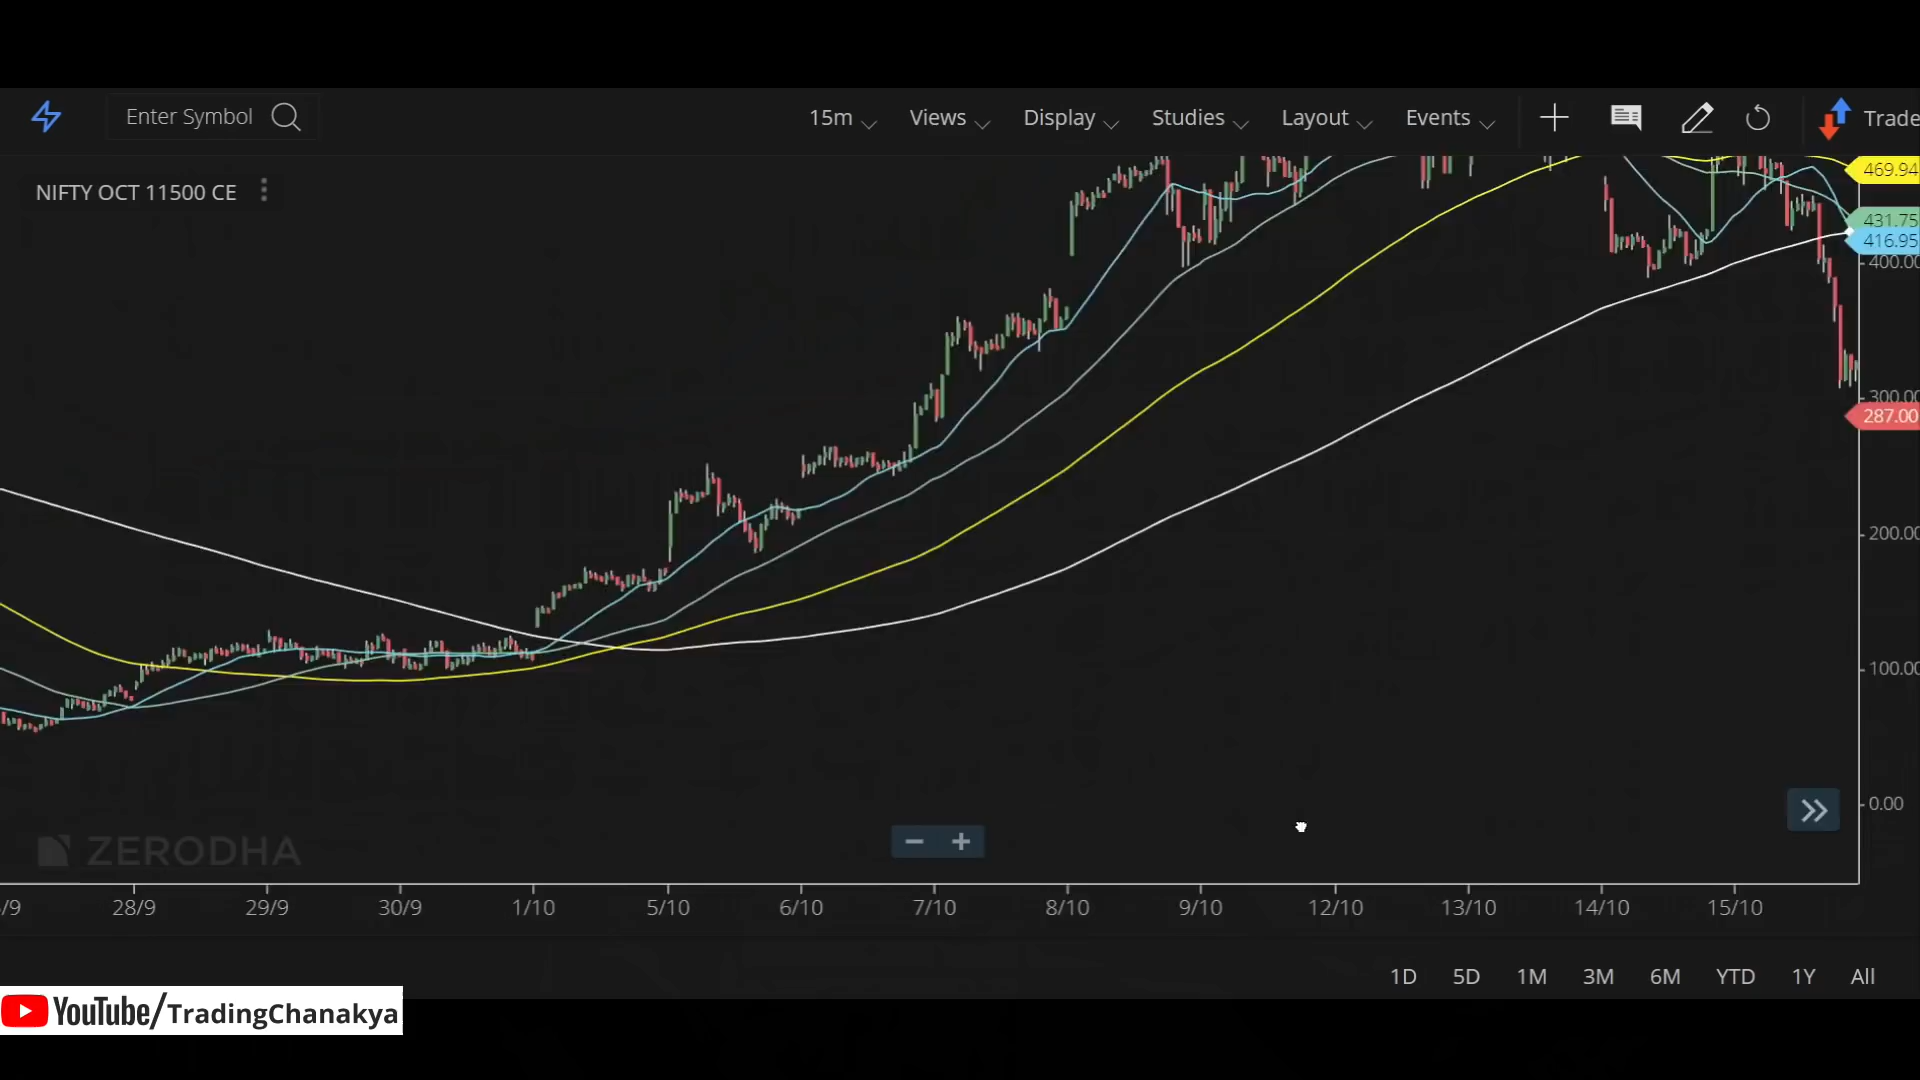 Enter Symbol 15m Views Display Studies Layout Events Trade
NIFTY OCT 11500 CE
469.94
431.75
416.95
400.00
300.00
287.00
200.00
100.00
0.00
ZERODHA
− +
/9 28/9 29/9 30/9 1/10 5/10 6/10 7/10 8/10 9/10 12/10 13/10 14/10 15/10
1D 5D 1M 3M 6M YTD 1Y All
YouTube/TradingChanakya